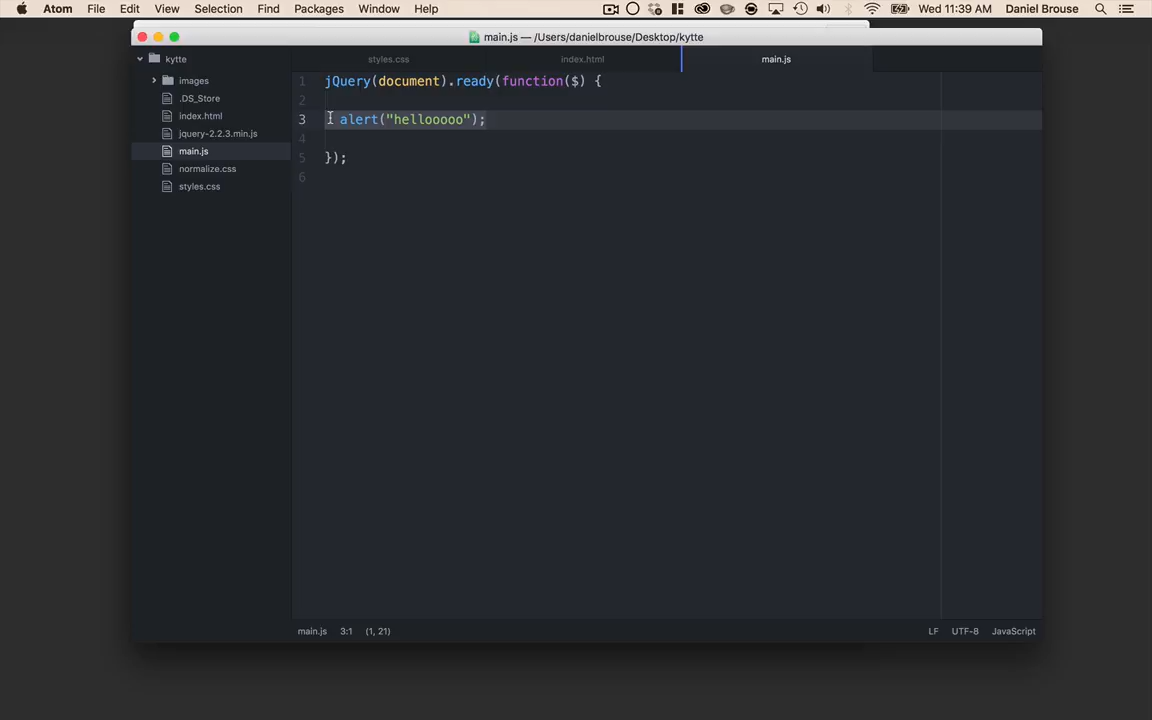 Atom File Edit View Selection Find Packages Window Help Wed 11:39 AM Daniel Brouse
main.js — /Users/danielbrouse/Desktop/kytte
kytte
images
.DS_Store
index.html
jquery-2.2.3.min.js
main.js
normalize.css
styles.css
styles.css index.html main.js
1 jQuery(document).ready(function($) {
2
3 alert("hellooooo");
4
5 });
6
main.js 3:1 (1, 21) LF UTF-8 JavaScript